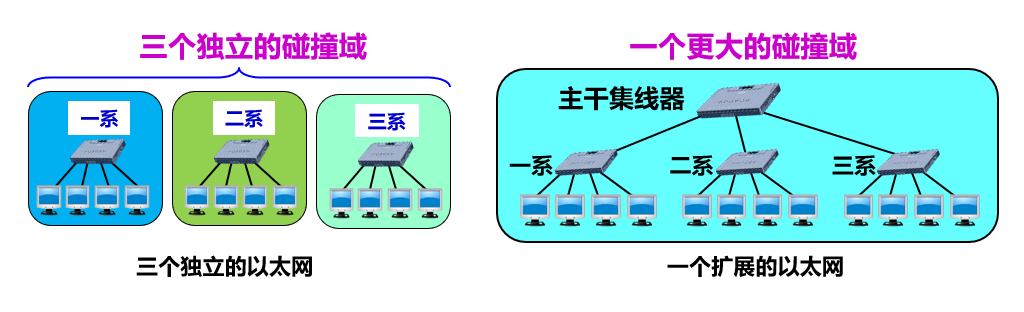 三个独立的碰撞域
一系
二系
三系
三个独立的以太网
一个更大的碰撞域
主干集线器
一系
二系
三系
一个扩展的以太网